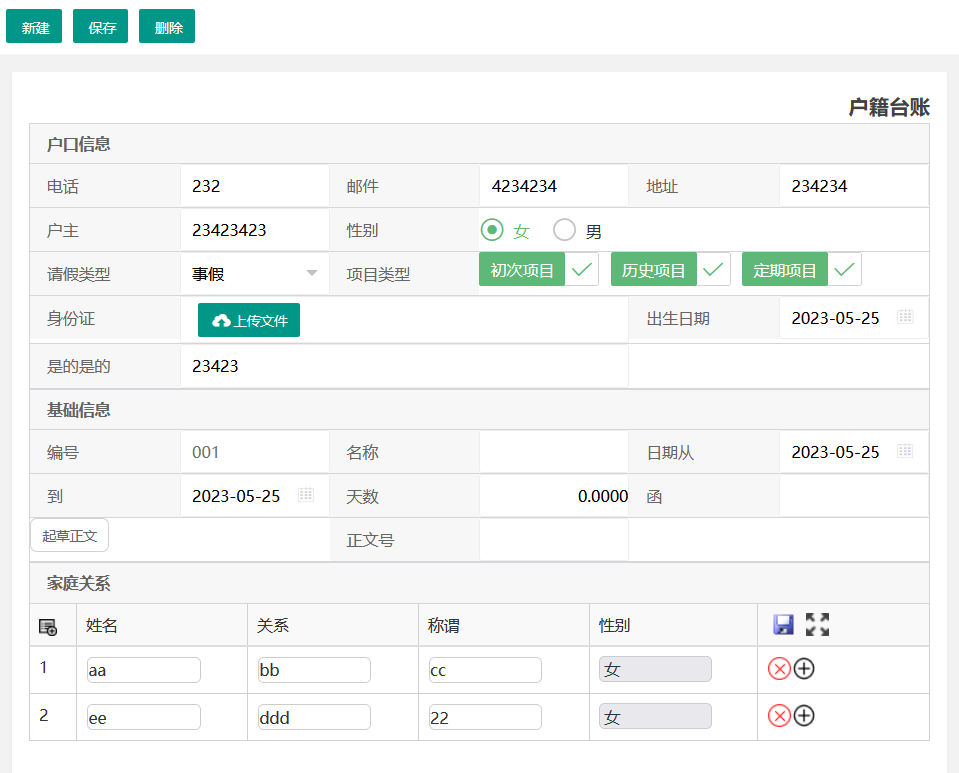 新建 保存 删除
户籍台账
户口信息
电话 232 邮件 4234234 地址 234234
户主 23423423 性别 女 男
请假类型 事假 项目类型 初次项目 历史项目 定期项目
身份证 上传文件 出生日期 2023-05-25
是的是的 23423
基础信息
编号 001 名称 日期从 2023-05-25
到 2023-05-25 天数 0.0000 函
起草正文 正文号
家庭关系
姓名 关系 称谓 性别
1 aa bb cc 女
2 ee ddd 22 女